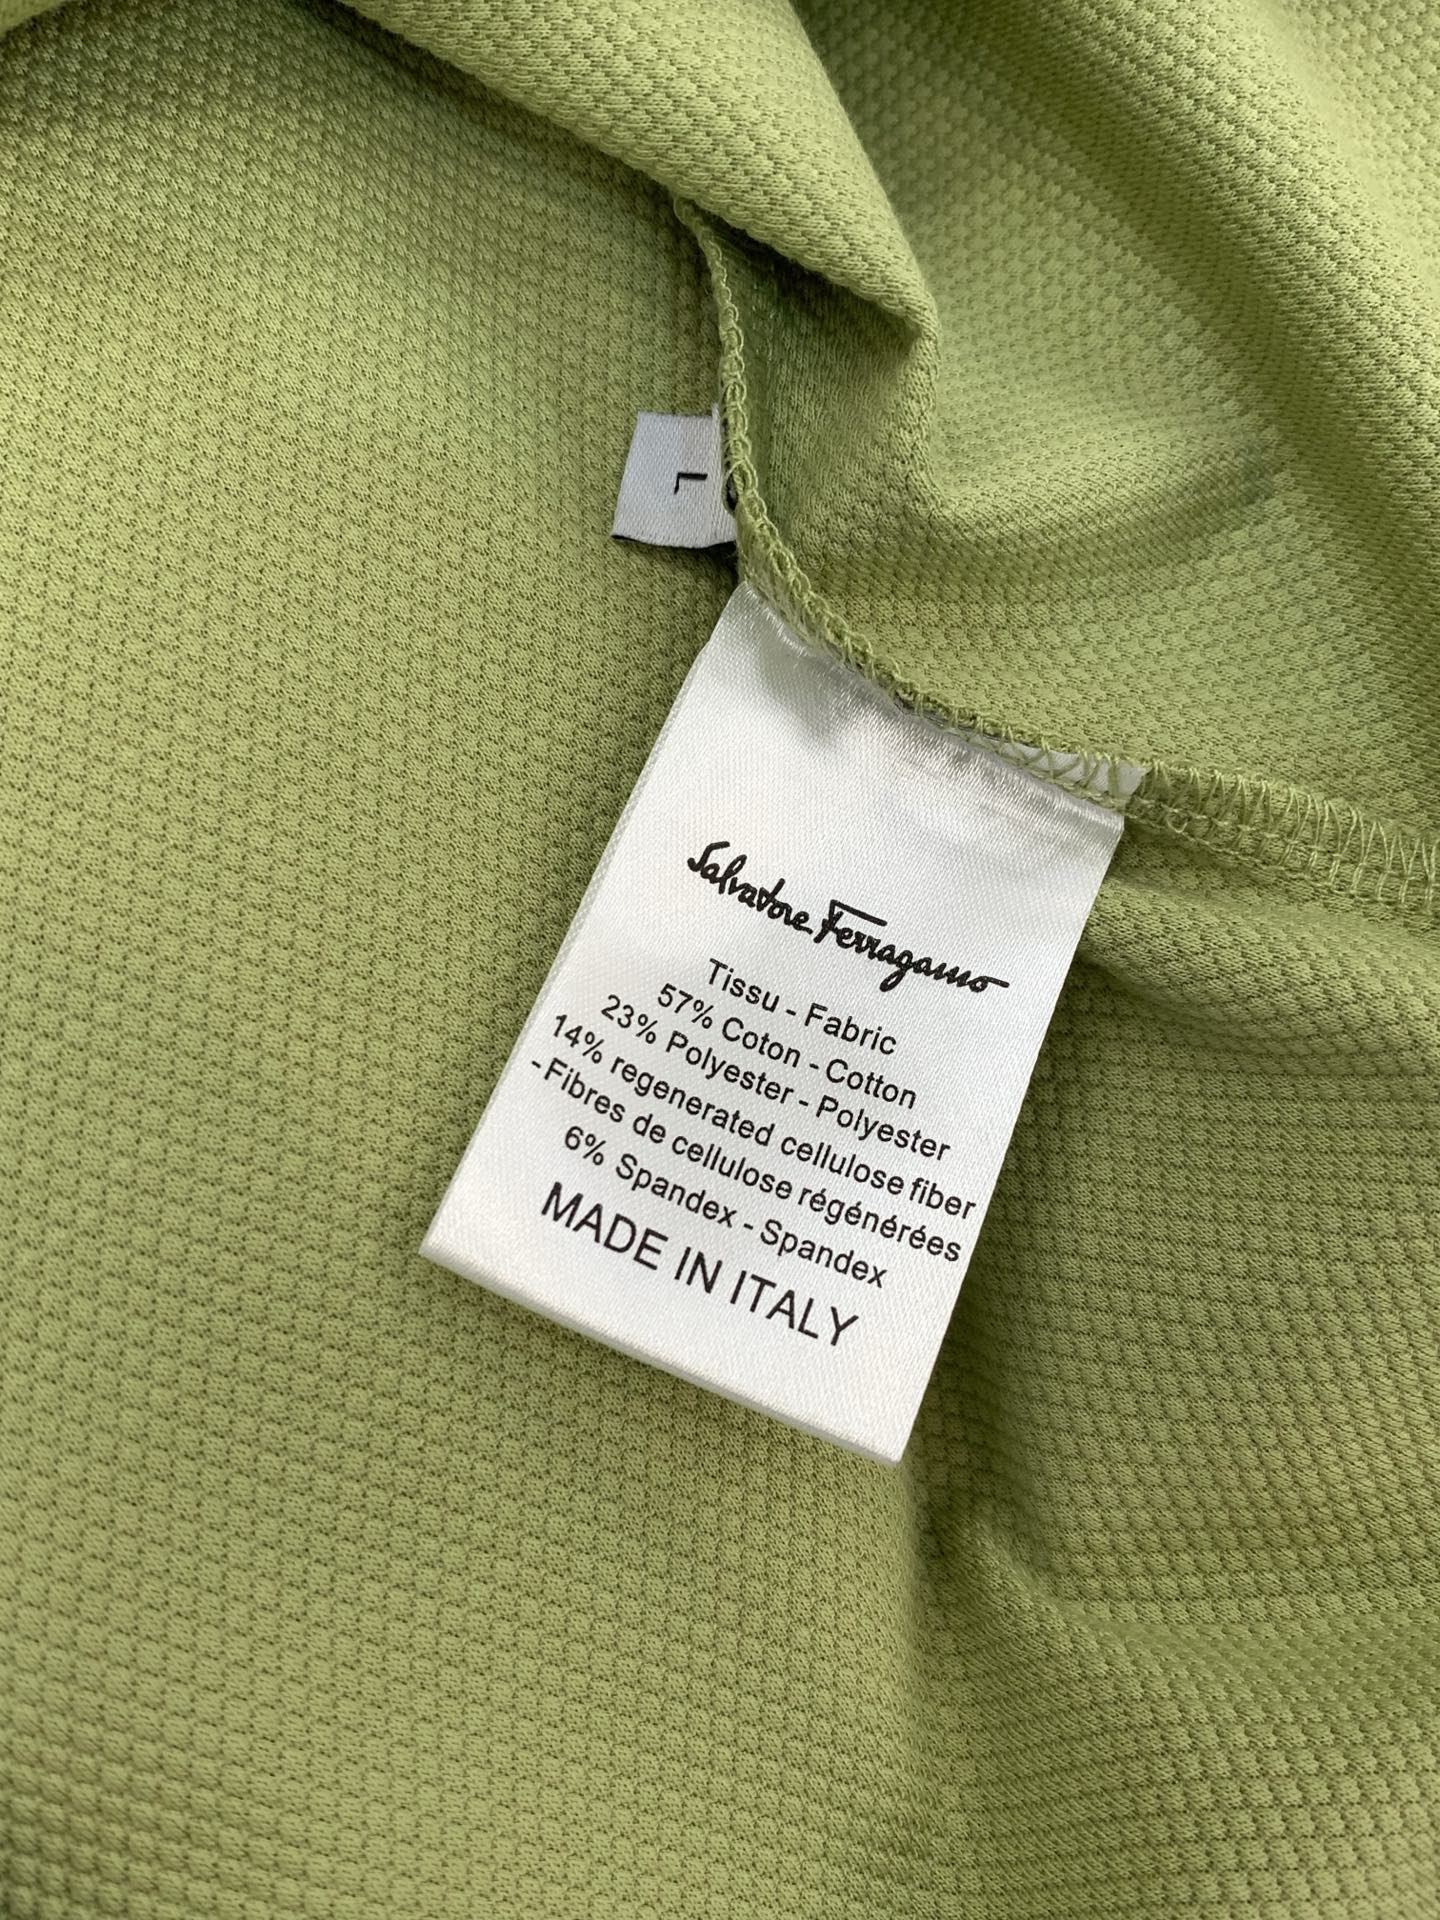 L
Salvatore Ferragamo
Tissu - Fabric
57% Coton - Cotton
23% Polyester - Polyester
14% regenerated cellulose fiber
- Fibres de cellulose régénérées
6% Spandex - Spandex
MADE IN ITALY